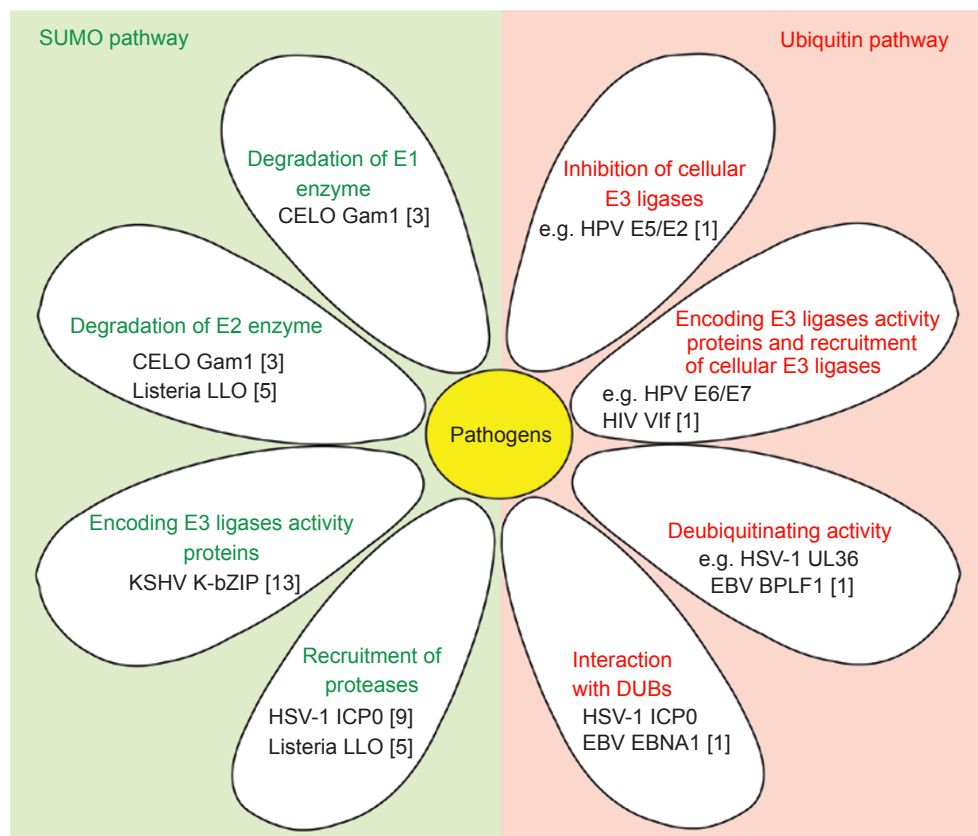 SUMO pathway
Ubiquitin pathway
Degradation of E1
enzyme
CELO Gam1 [3]
Inhibition of cellular
E3 ligases
e.g. HPV E5/E2 [1]
Degradation of E2 enzyme
CELO Gam1 [3]
Listeria LLO [5]
Encoding E3 ligases activity
proteins and recruitment
of cellular E3 ligases
e.g. HPV E6/E7
HIV VIf [1]
Pathogens
Encoding E3 ligases activity
proteins
KSHV K-bZIP [13]
Deubiquitinating activity
e.g. HSV-1 UL36
EBV BPLF1 [1]
Recruitment of
proteases
HSV-1 ICP0 [9]
Listeria LLO [5]
Interaction
with DUBs
HSV-1 ICP0
EBV EBNA1 [1]